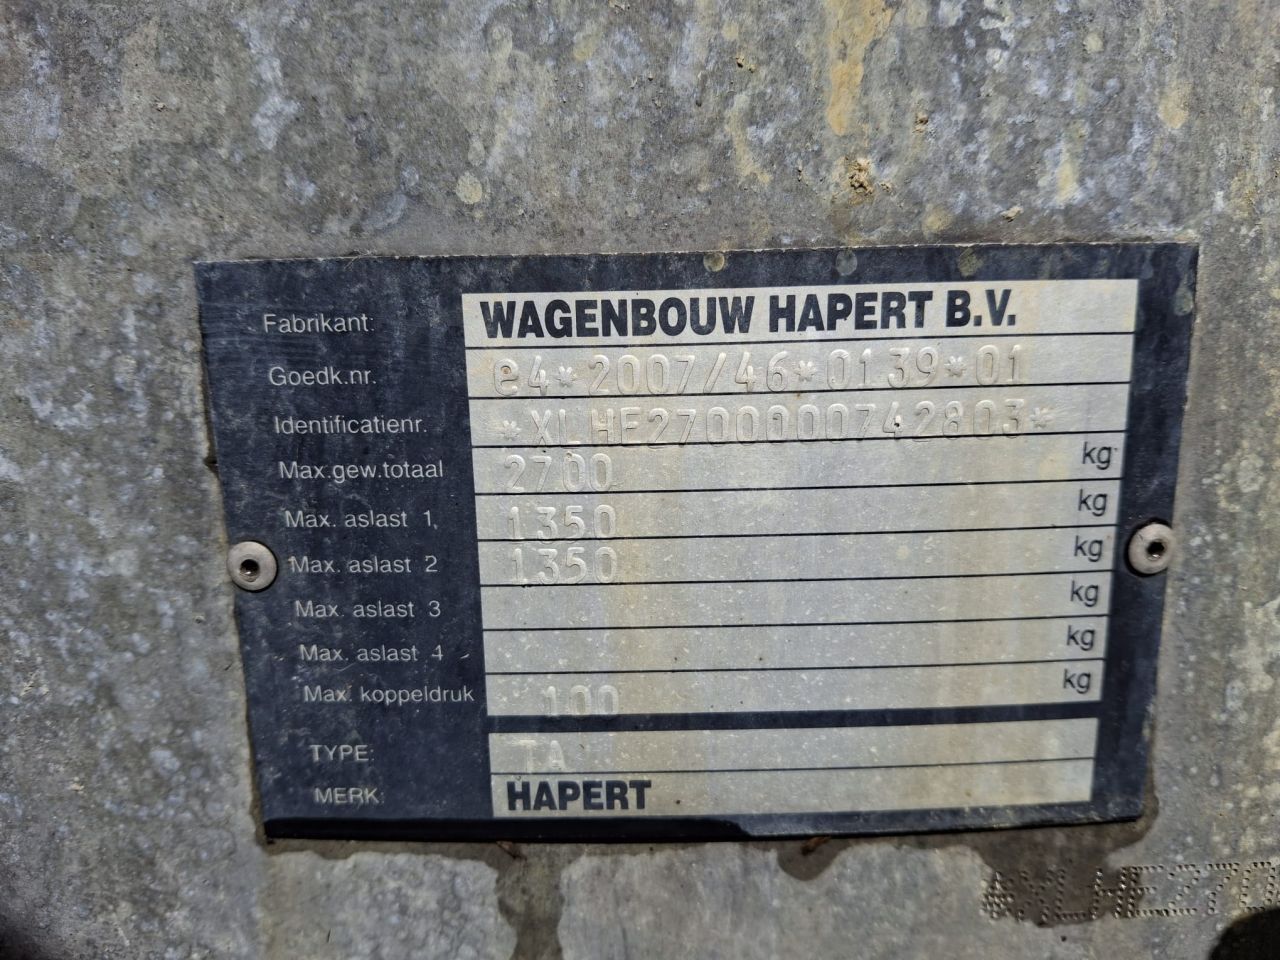 Fabrikant: WAGENBOUW HAPERT B.V.
Goedk.nr. e4*2007/46*0139*01
Identificatienr. *XLHE2700000742803*
Max.gew.totaal 2700 kg
Max. aslast 1, 1350 kg
Max. aslast 2 1350 kg
Max. aslast 3 kg
Max. aslast 4 kg
Max. koppeldruk 100 kg
TYPE: TA
MERK: HAPERT
*XLHE270